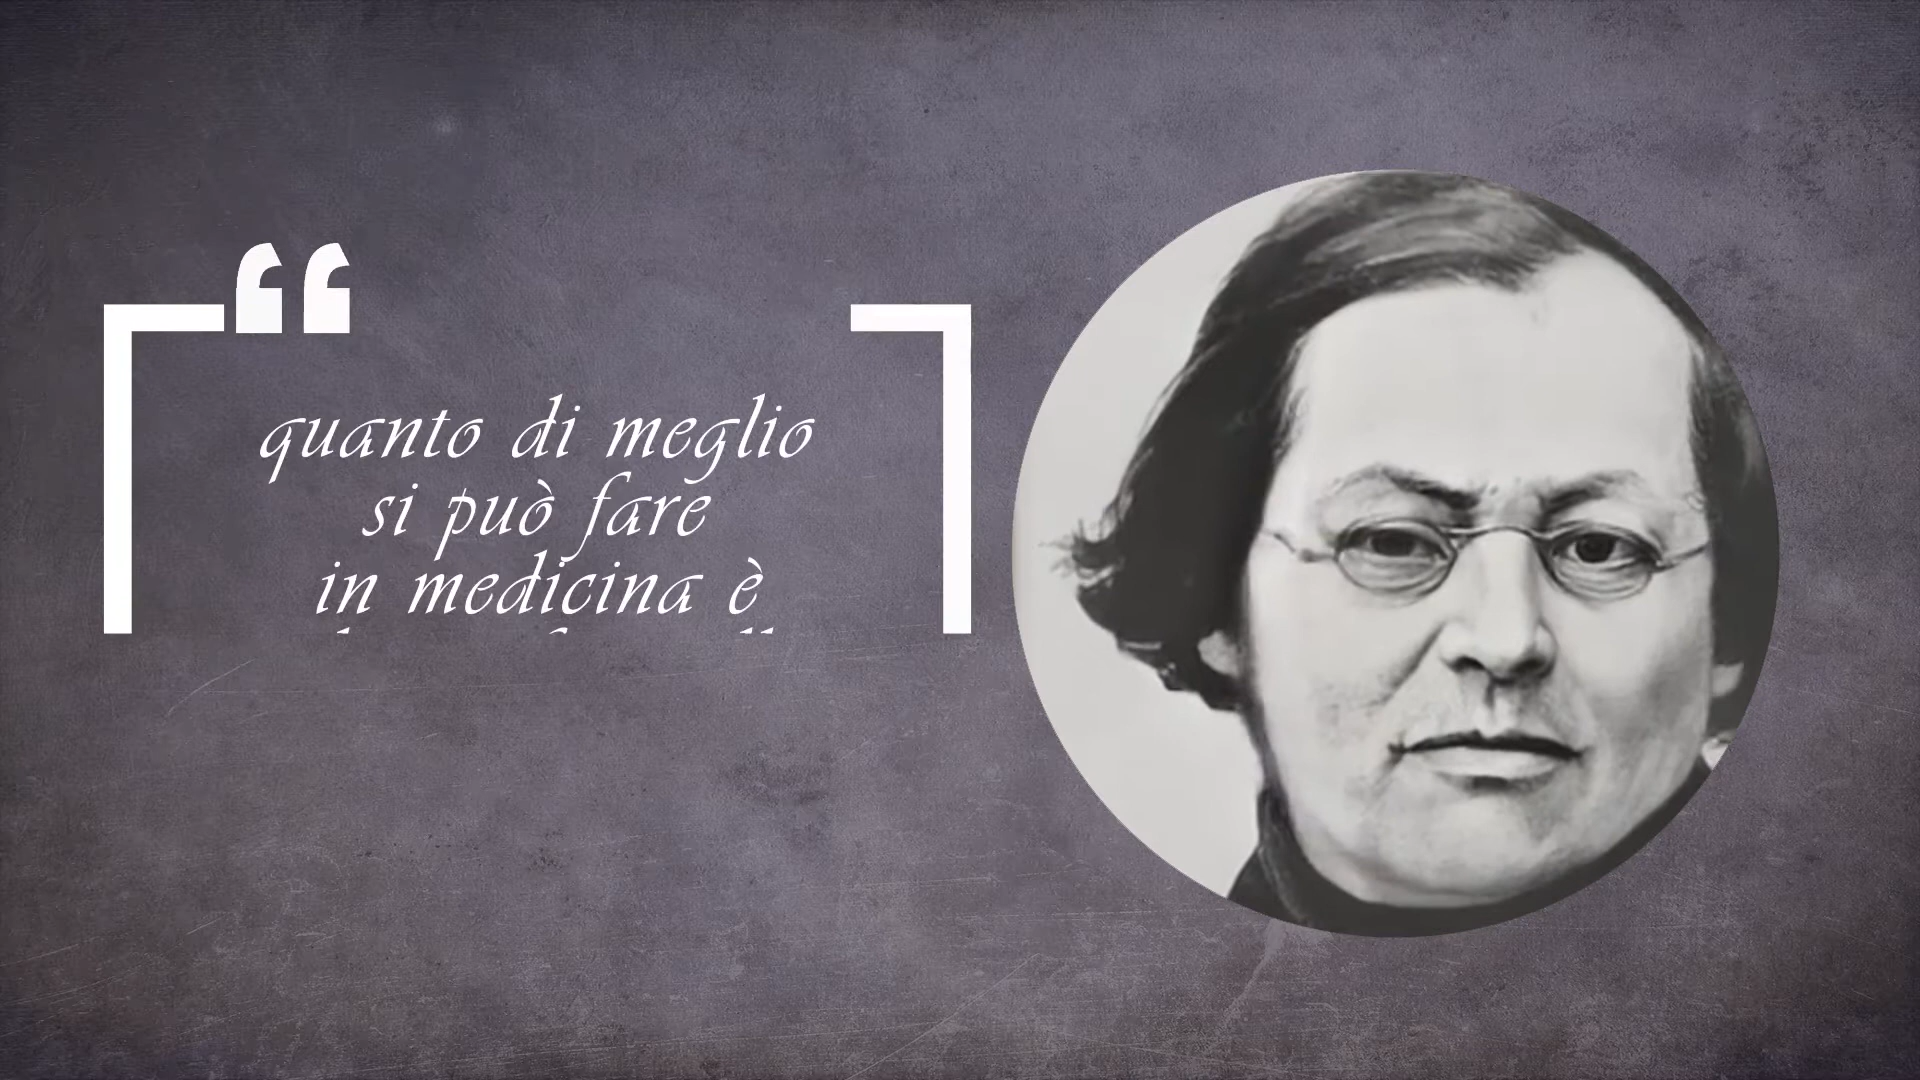 “
quanto di meglio
si può fare
in medicina è